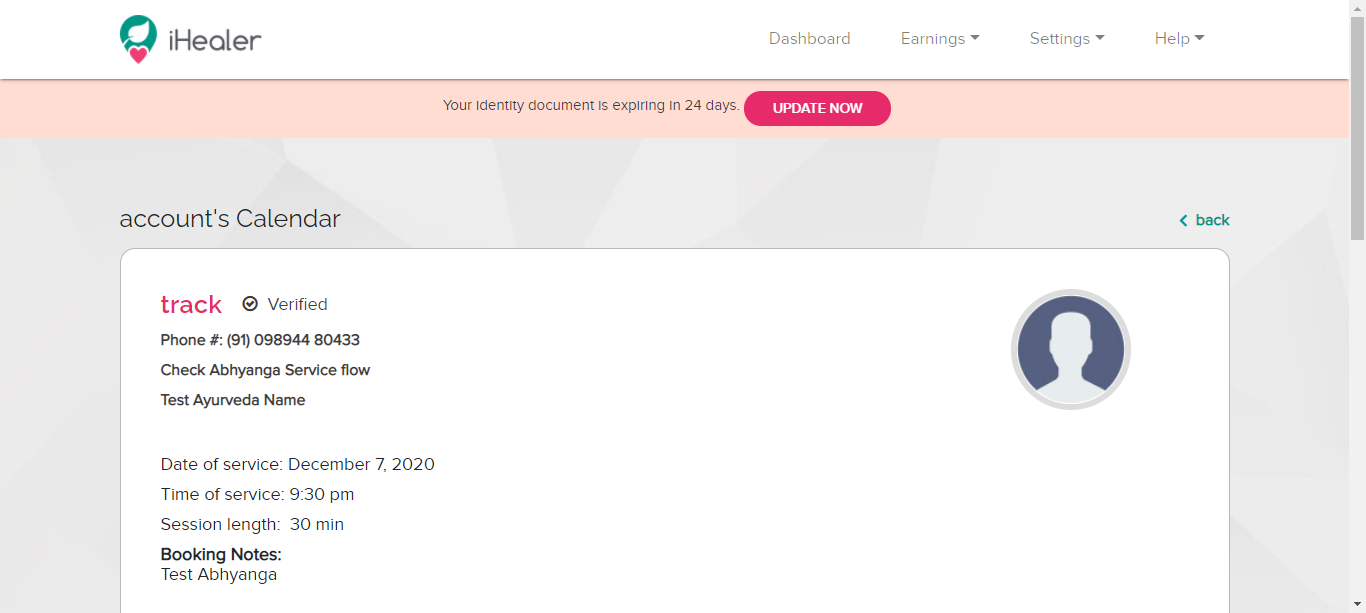 iHealer
Dashboard
Earnings
Settings
Help
Your identity document is expiring in 24 days.
UPDATE NOW
account's Calendar
back
track
Verified
Phone #: (91) 098944 80433
Check Abhyanga Service flow
Test Ayurveda Name
Date of service: December 7, 2020
Time of service: 9:30 pm
Session length: 30 min
Booking Notes:
Test Abhyanga